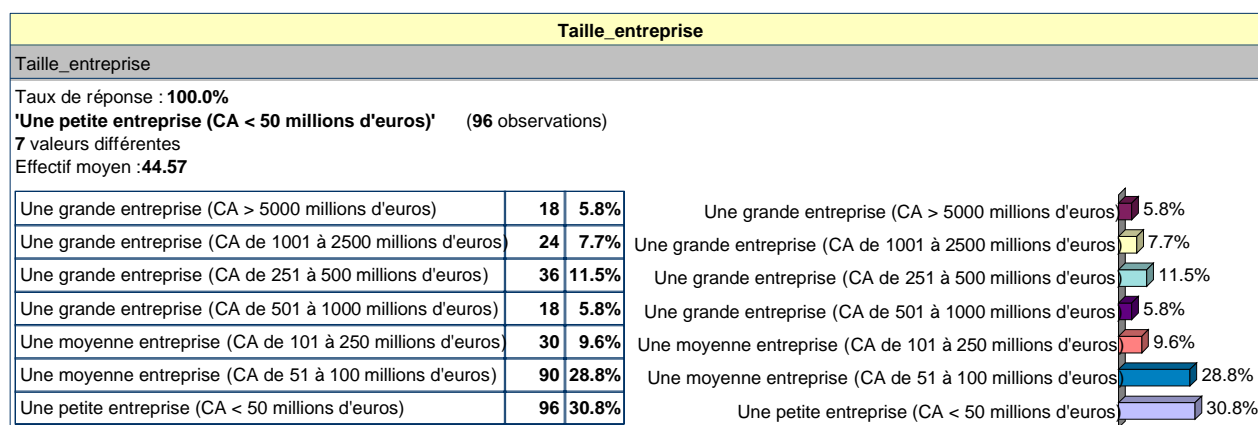 Taille_entreprise
Taille_entreprise
Taux de réponse : 100.0%
'Une petite entreprise (CA < 50 millions d'euros)' (96 observations)
7 valeurs différentes
Effectif moyen :44.57
Une grande entreprise (CA > 5000 millions d'euros) 18 5.8%
Une grande entreprise (CA de 1001 à 2500 millions d'euros) 24 7.7%
Une grande entreprise (CA de 251 à 500 millions d'euros) 36 11.5%
Une grande entreprise (CA de 501 à 1000 millions d'euros) 18 5.8%
Une moyenne entreprise (CA de 101 à 250 millions d'euros) 30 9.6%
Une moyenne entreprise (CA de 51 à 100 millions d'euros) 90 28.8%
Une petite entreprise (CA < 50 millions d'euros) 96 30.8%
Une grande entreprise (CA > 5000 millions d'euros) 5.8%
Une grande entreprise (CA de 1001 à 2500 millions d'euros) 7.7%
Une grande entreprise (CA de 251 à 500 millions d'euros) 11.5%
Une grande entreprise (CA de 501 à 1000 millions d'euros) 5.8%
Une moyenne entreprise (CA de 101 à 250 millions d'euros) 9.6%
Une moyenne entreprise (CA de 51 à 100 millions d'euros) 28.8%
Une petite entreprise (CA < 50 millions d'euros) 30.8%